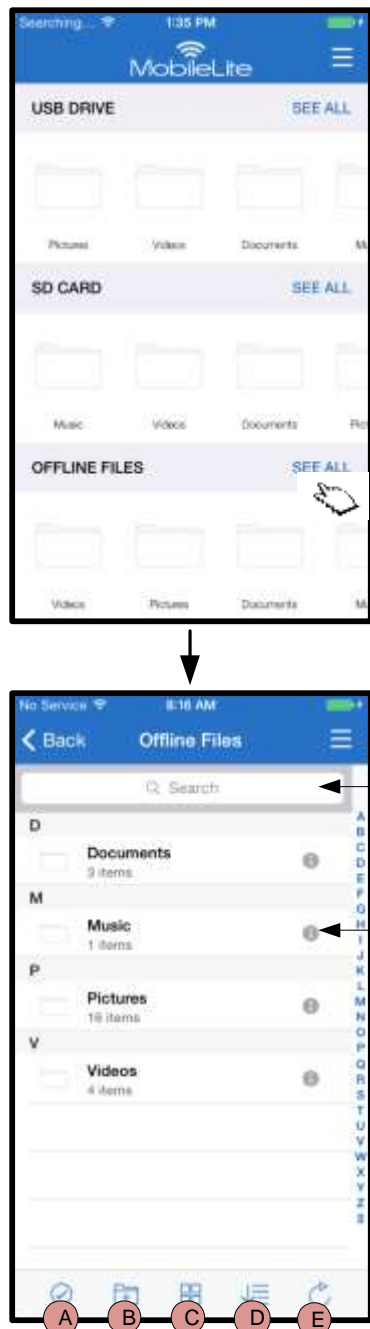 Searching... 1:35 PM
MobileLite
USB DRIVE SEE ALL
Pictures Videos Documents M
SD CARD SEE ALL
Music Videos Documents Pic
OFFLINE FILES SEE ALL
Videos Pictures Documents M
No Service 8:16 AM
Back Offline Files
Search
D
Documents
3 items
M
Music
1 items
P
Pictures
19 items
V
Videos
4 items
A
B
C
D
E
F
G
H
I
J
K
L
M
N
O
P
Q
R
S
T
U
V
W
X
Y
Z
A B C D E